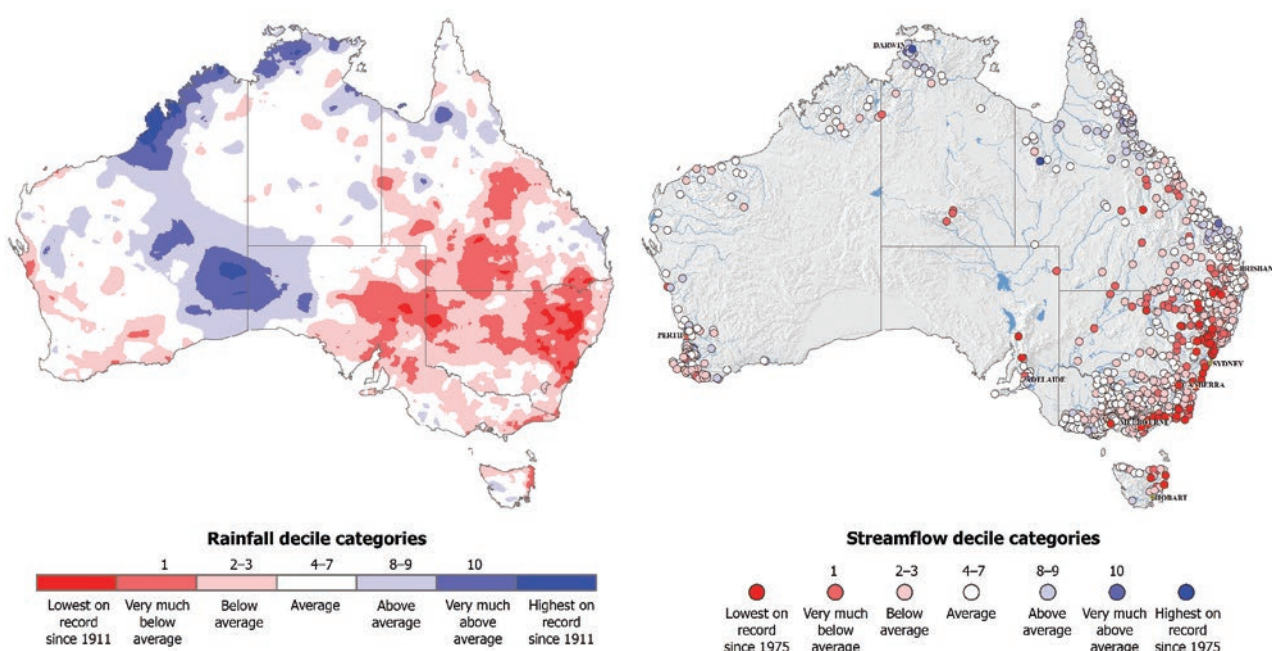 DARWIN
BRISBAN
PERTH
SYDNEY
ADELAIDE
CANBERRA
MELBOURNE
HOBART
Rainfall decile categories
1 2–3 4–7 8–9 10
Lowest on Very much Below Average Above Very much Highest on
record below average average above record
since 1911 average average since 1911
Streamflow decile categories
1 2–3 4–7 8–9 10
Lowest on Very much Below Average Above Very much Highest on
record below average average above record
since 1975 average average since 1975